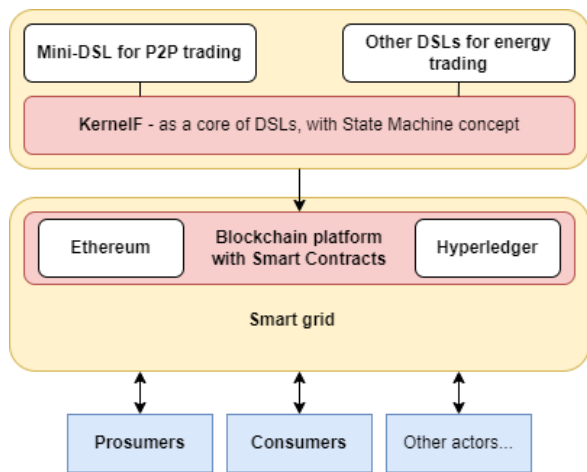 Mini-DSL for P2P trading
Other DSLs for energy
trading
KernelF - as a core of DSLs, with State Machine concept
Ethereum
Blockchain platform
with Smart Contracts
Hyperledger
Smart grid
Prosumers
Consumers
Other actors...